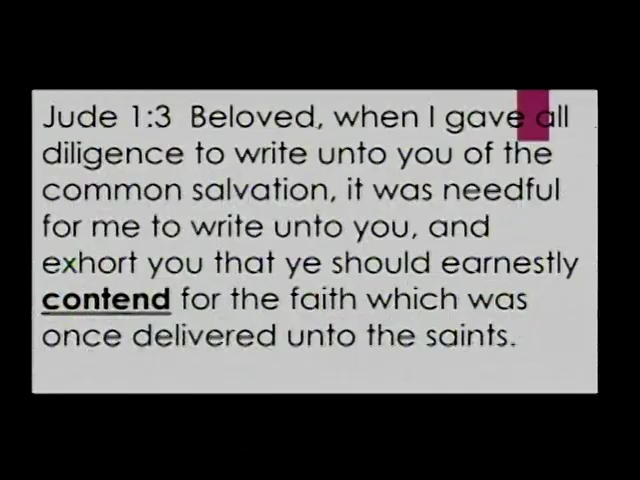 Jude 1:3 Beloved, when I gave all
diligence to write unto you of the
common salvation, it was needful
for me to write unto you, and
exhort you that ye should earnestly
contend for the faith which was
once delivered unto the saints.